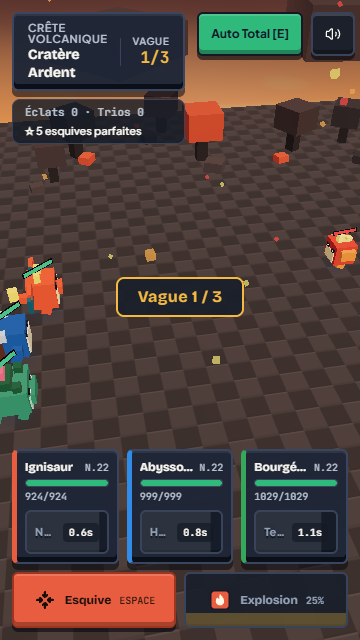 CRÊTE
VOLCANIQUE
Cratère
Ardent
VAGUE
1/3
Auto Total [E]
Éclats 0 · Trios 0
★ 5 esquives parfaites
Vague 1 / 3
Ignisaur N.22
924/924
N... 0.6s
Abysso... N.22
999/999
H... 0.8s
Bourgé... N.22
1029/1029
Te... 1.1s
Esquive ESPACE
Explosion 25%